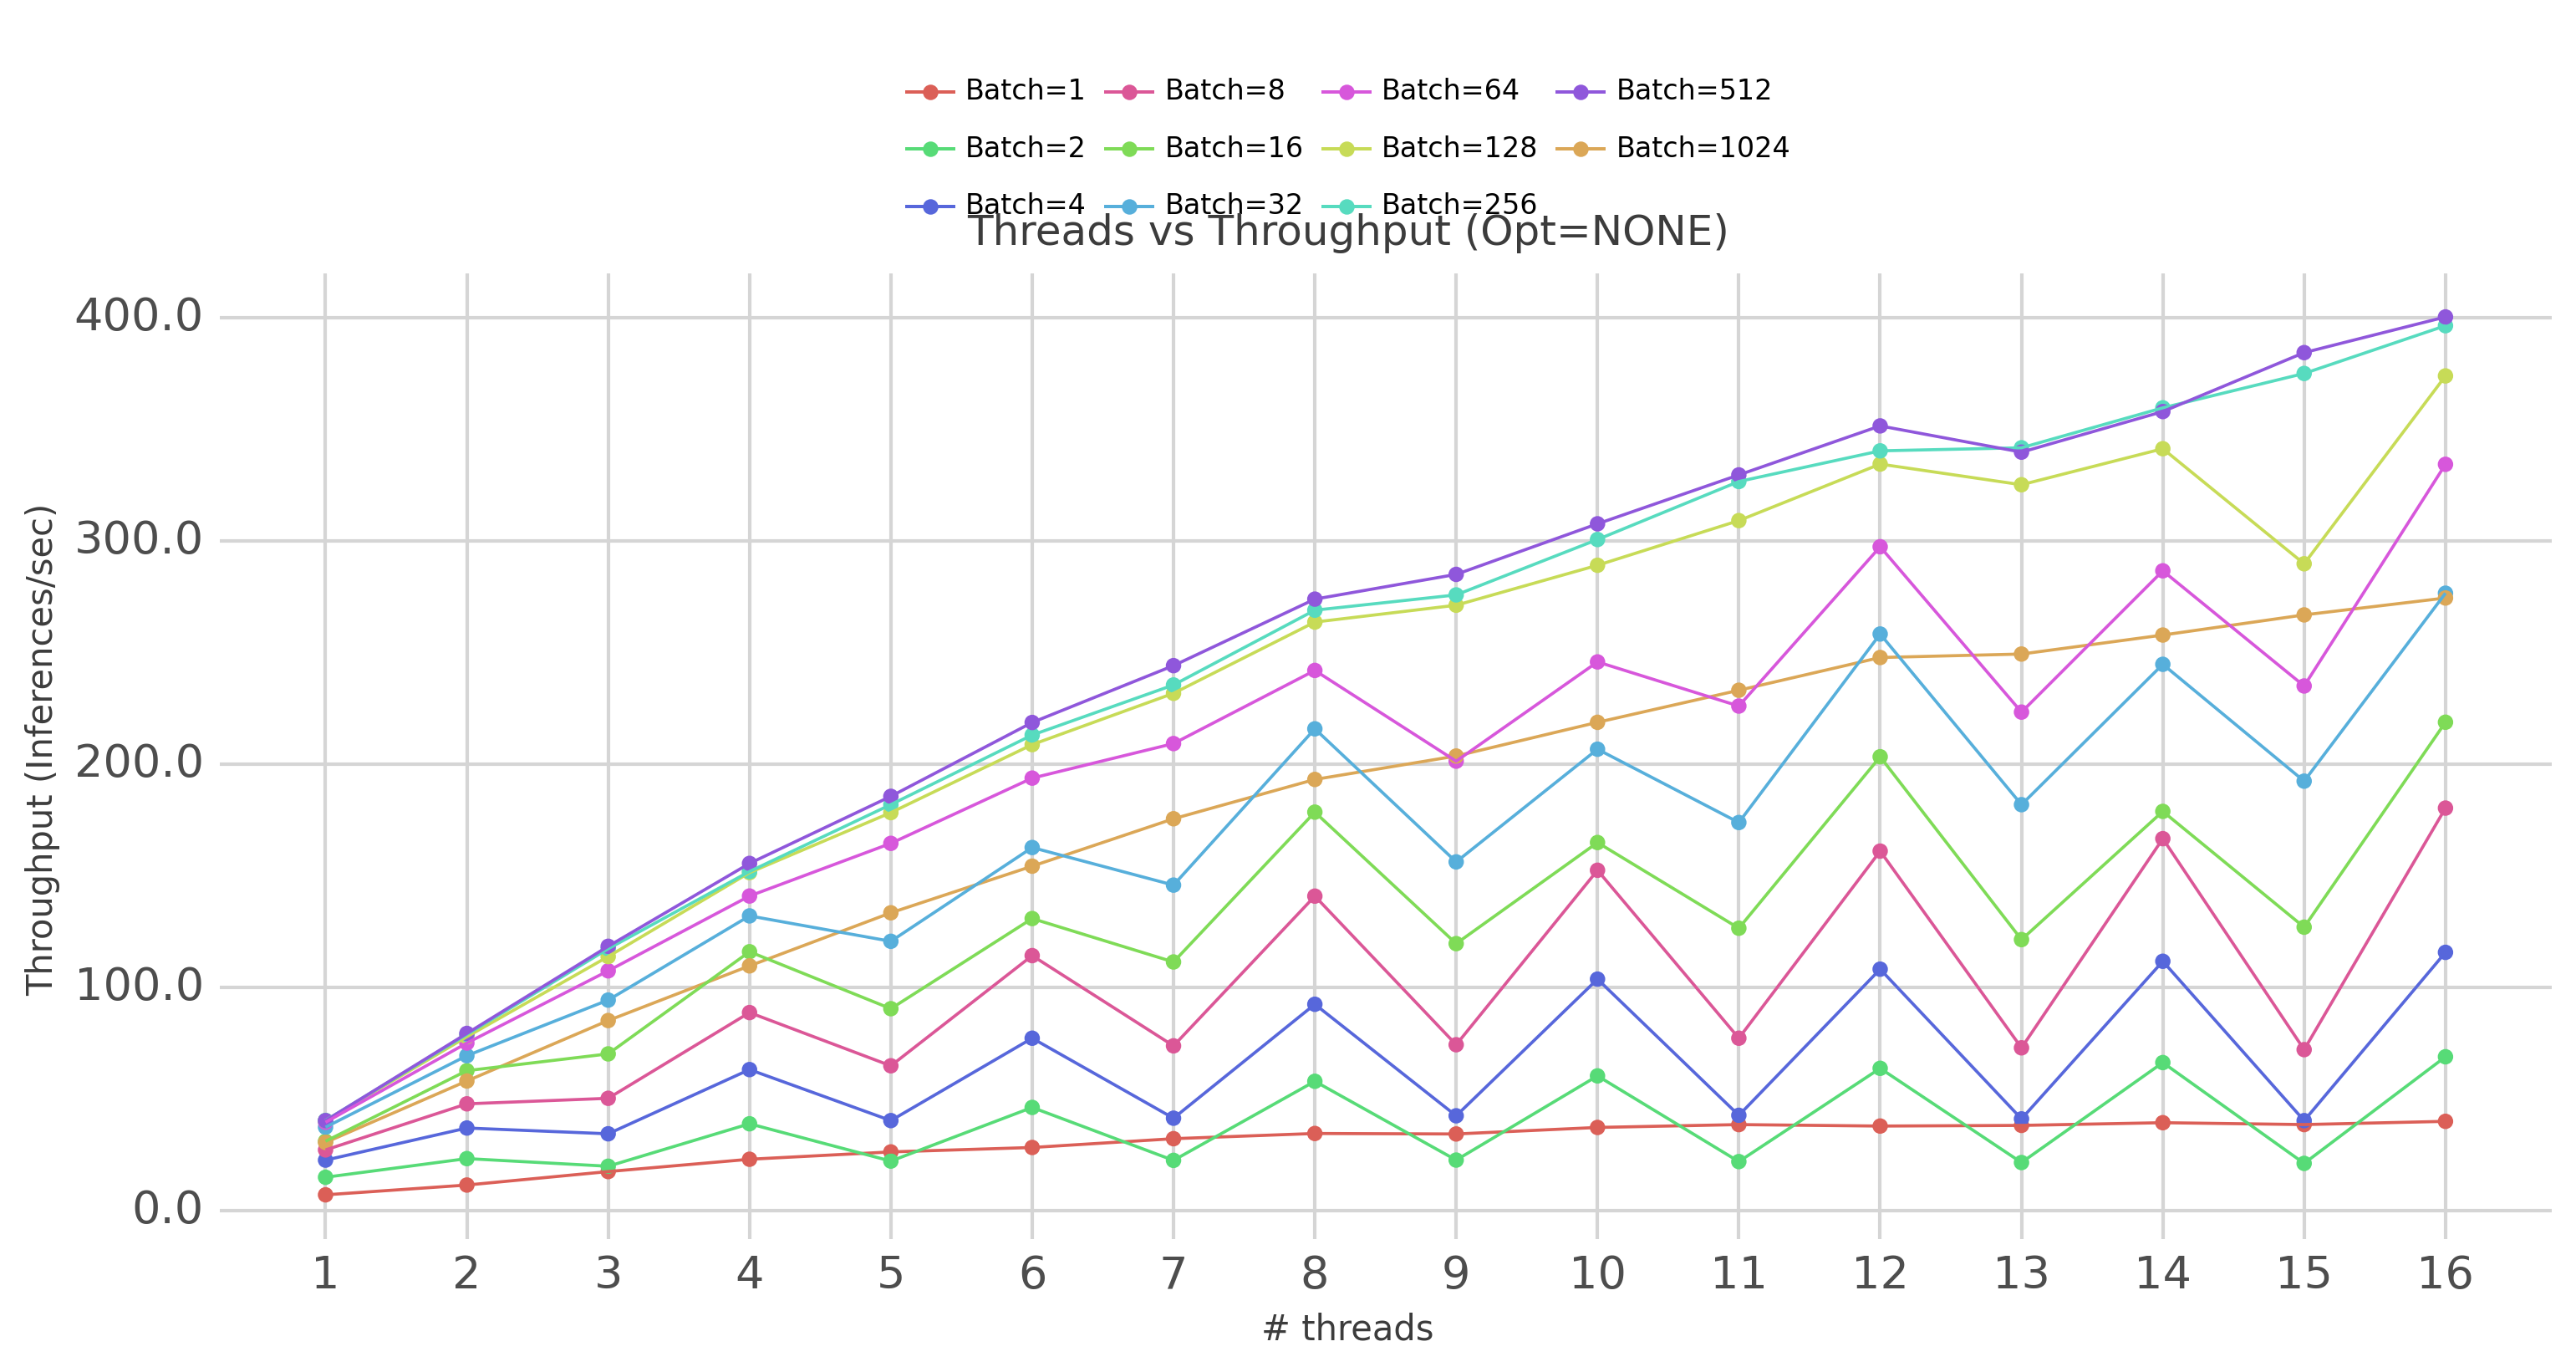 Batch=1 Batch=8 Batch=64 Batch=512
Batch=2 Batch=16 Batch=128 Batch=1024
Batch=4 Batch=32 Batch=256
Threads vs Throughput (Opt=NONE)
400.0
300.0
200.0
100.0
0.0
Throughput (Inferences/sec)
1 2 3 4 5 6 7 8 9 10 11 12 13 14 15 16
# threads